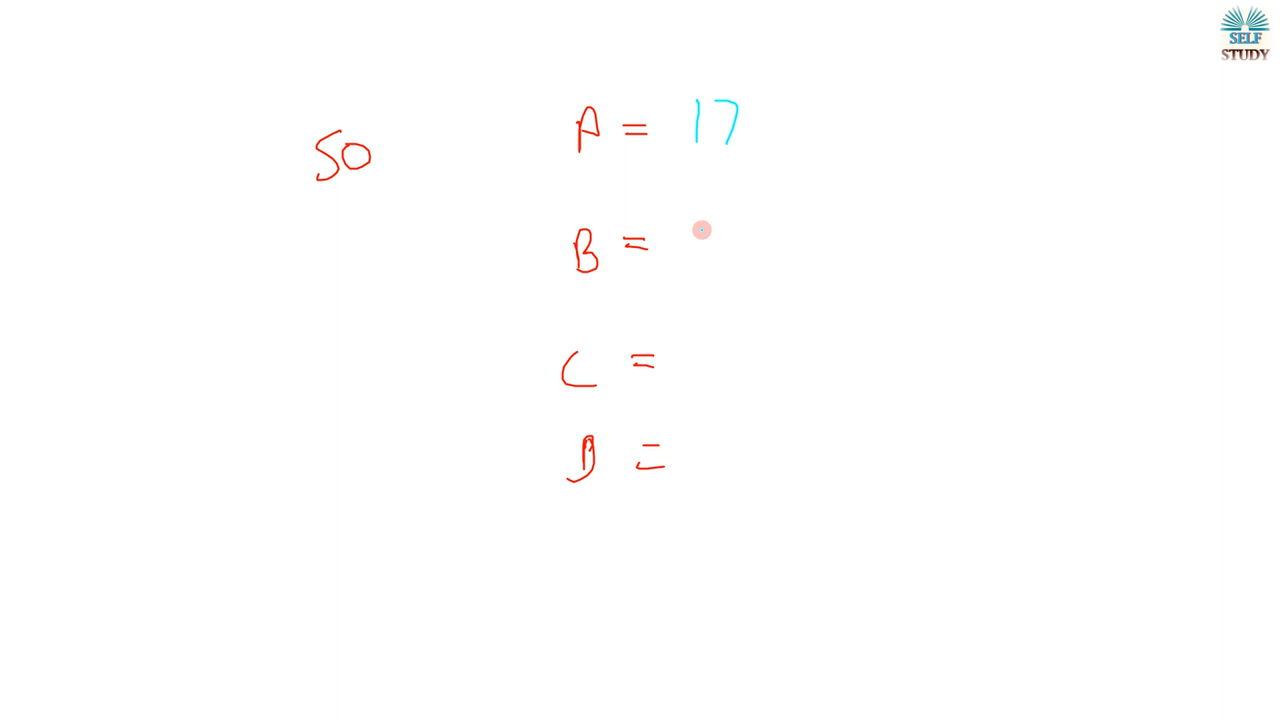 SELF
STUDY
50
A = 17
B =
C =
D =